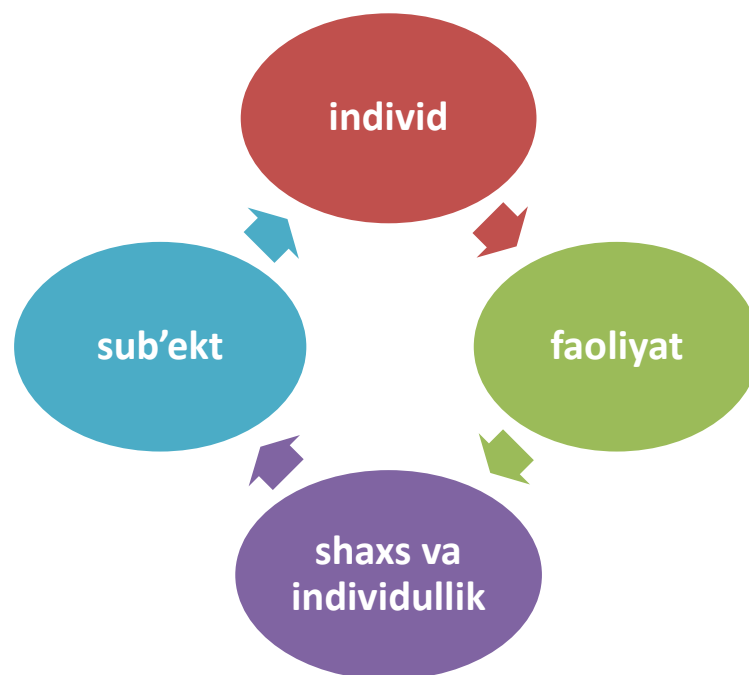 individ
sub’ekt
faoliyat
shaxs va
individullik